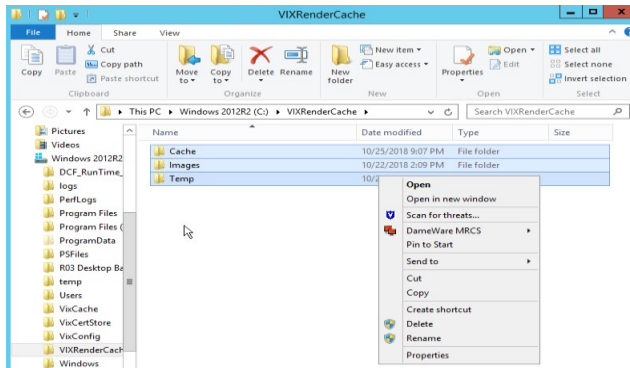 VIXRenderCache
File Home Share View
Copy
Paste
Cut
Copy path
Paste shortcut
Clipboard
Move to
Copy to
Delete
Rename
Organize
New folder
New item
Easy access
New
Properties
Open
Edit
Open
Select all
Select none
Invert selection
Select
This PC Windows 2012R2 (C:) VIXRenderCache
Search VIXRenderCache
Name Date modified Type Size
Cache 10/25/2018 9:07 PM File folder
Images 10/22/2018 2:09 PM File folder
Temp 10/2
Pictures
Videos
Windows 2012R2
DCF_RunTime_
logs
PerfLogs
Program Files
Program Files (
ProgramData
PSFiles
R03 Desktop Ba
temp
Users
VixCache
VixCertStore
VixConfig
VIXRenderCach
Windows
Open
Open in new window
Scan for threats...
DameWare MRCS
Pin to Start
Send to
Cut
Copy
Create shortcut
Delete
Rename
Properties